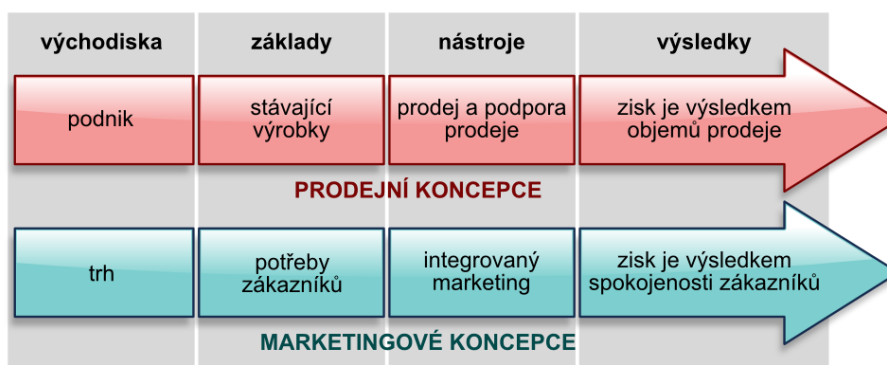 východiska základy nástroje výsledky
podnik
stávající
výrobky
prodej a podpora
prodeje
zisk je výsledkem
objemů prodeje
PRODEJNÍ KONCEPCE
trh
potřeby
zákazníků
integrovaný
marketing
zisk je výsledkem
spokojenosti zákazníků
MARKETINGOVÉ KONCEPCE